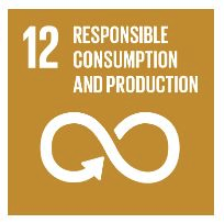 12 RESPONSIBLE
CONSUMPTION
AND PRODUCTION